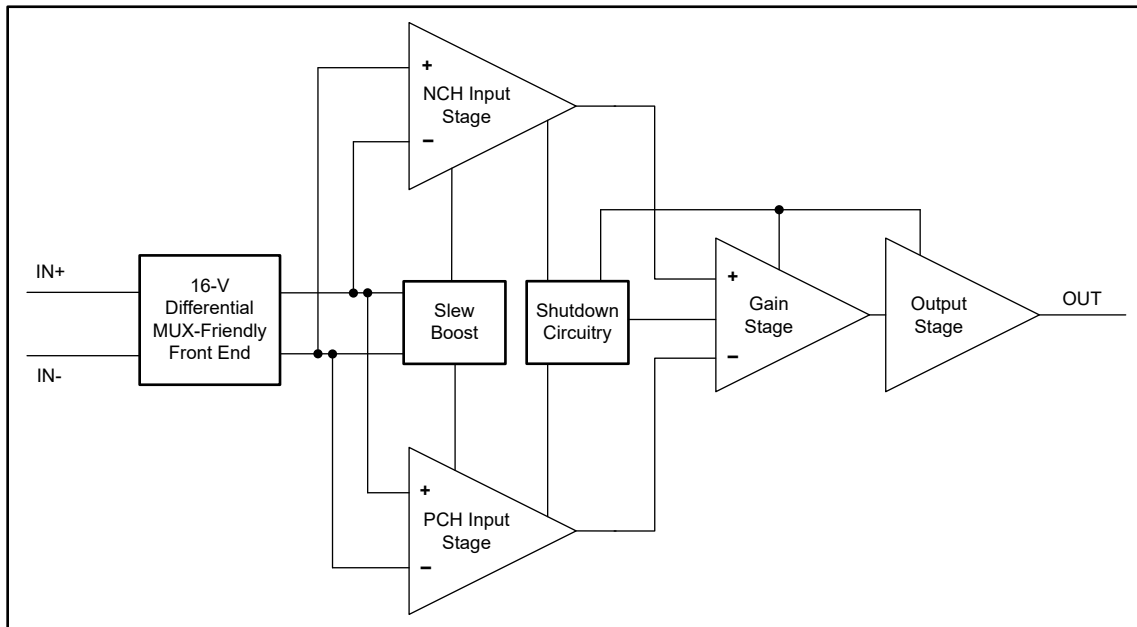 +
NCH Input
Stage
−
IN+
IN-
16-V
Differential
MUX-Friendly
Front End
Slew
Boost
Shutdown
Circuitry
+
Gain
Stage
−
Output
Stage
OUT
+
PCH Input
Stage
−